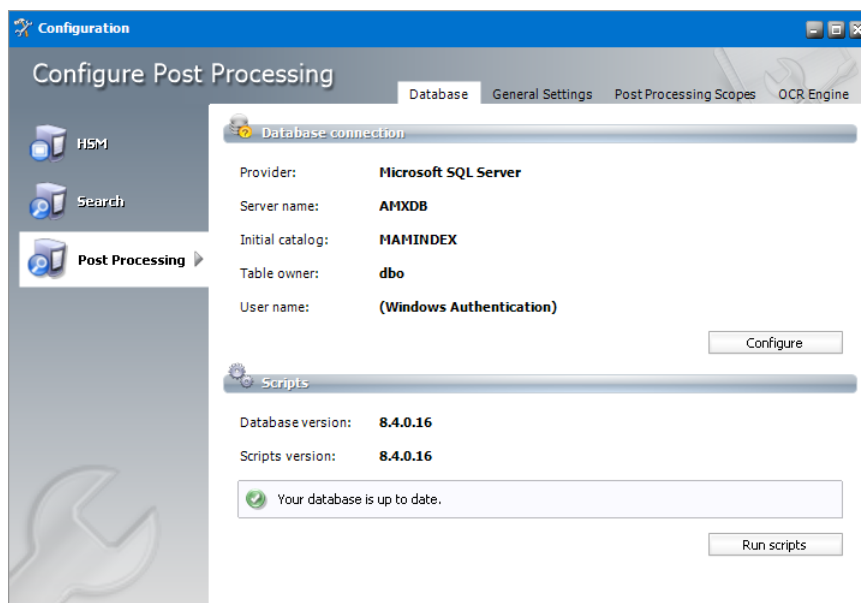 Configuration
Configure Post Processing
Database General Settings Post Processing Scopes OCR Engine
HSM
Search
Post Processing
Database connection
Provider: Microsoft SQL Server
Server name: AMXDB
Initial catalog: MAMINDEX
Table owner: dbo
User name: (Windows Authentication)
Configure
Scripts
Database version: 8.4.0.16
Scripts version: 8.4.0.16
Your database is up to date.
Run scripts